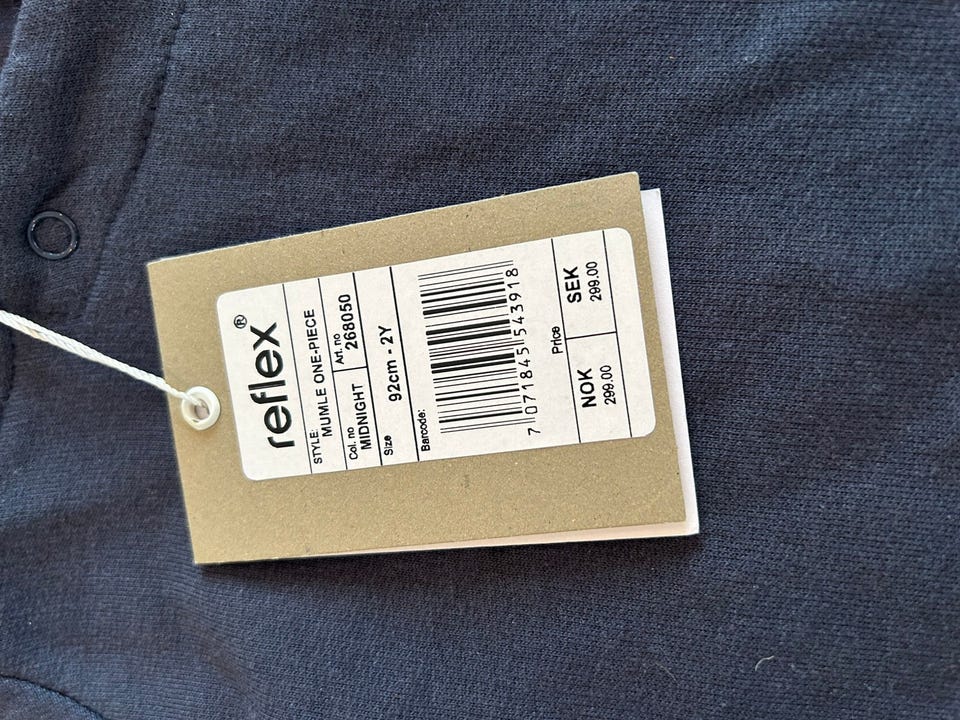 reflex®
STYLE:
MUMLE ONE-PIECE
Col. no Art. no
MIDNIGHT 268050
Size
92cm - 2Y
Barcode:
7 071845 543918
Price
NOK SEK
299.00 299.00